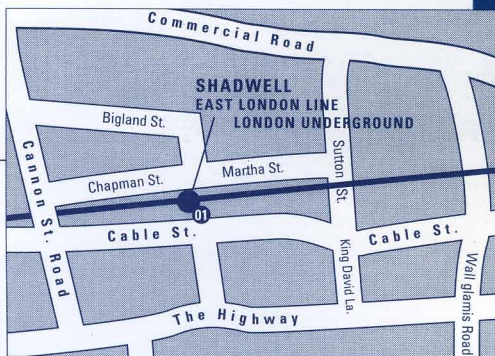 Commercial Road
SHADWELL
EAST LONDON LINE
LONDON UNDERGROUND
Bigland St.
Cannon St. Road
Chapman St.
Martha St.
Sutton St.
01
Cable St.
Cable St.
King David La.
Wall glamis Road
The Highway